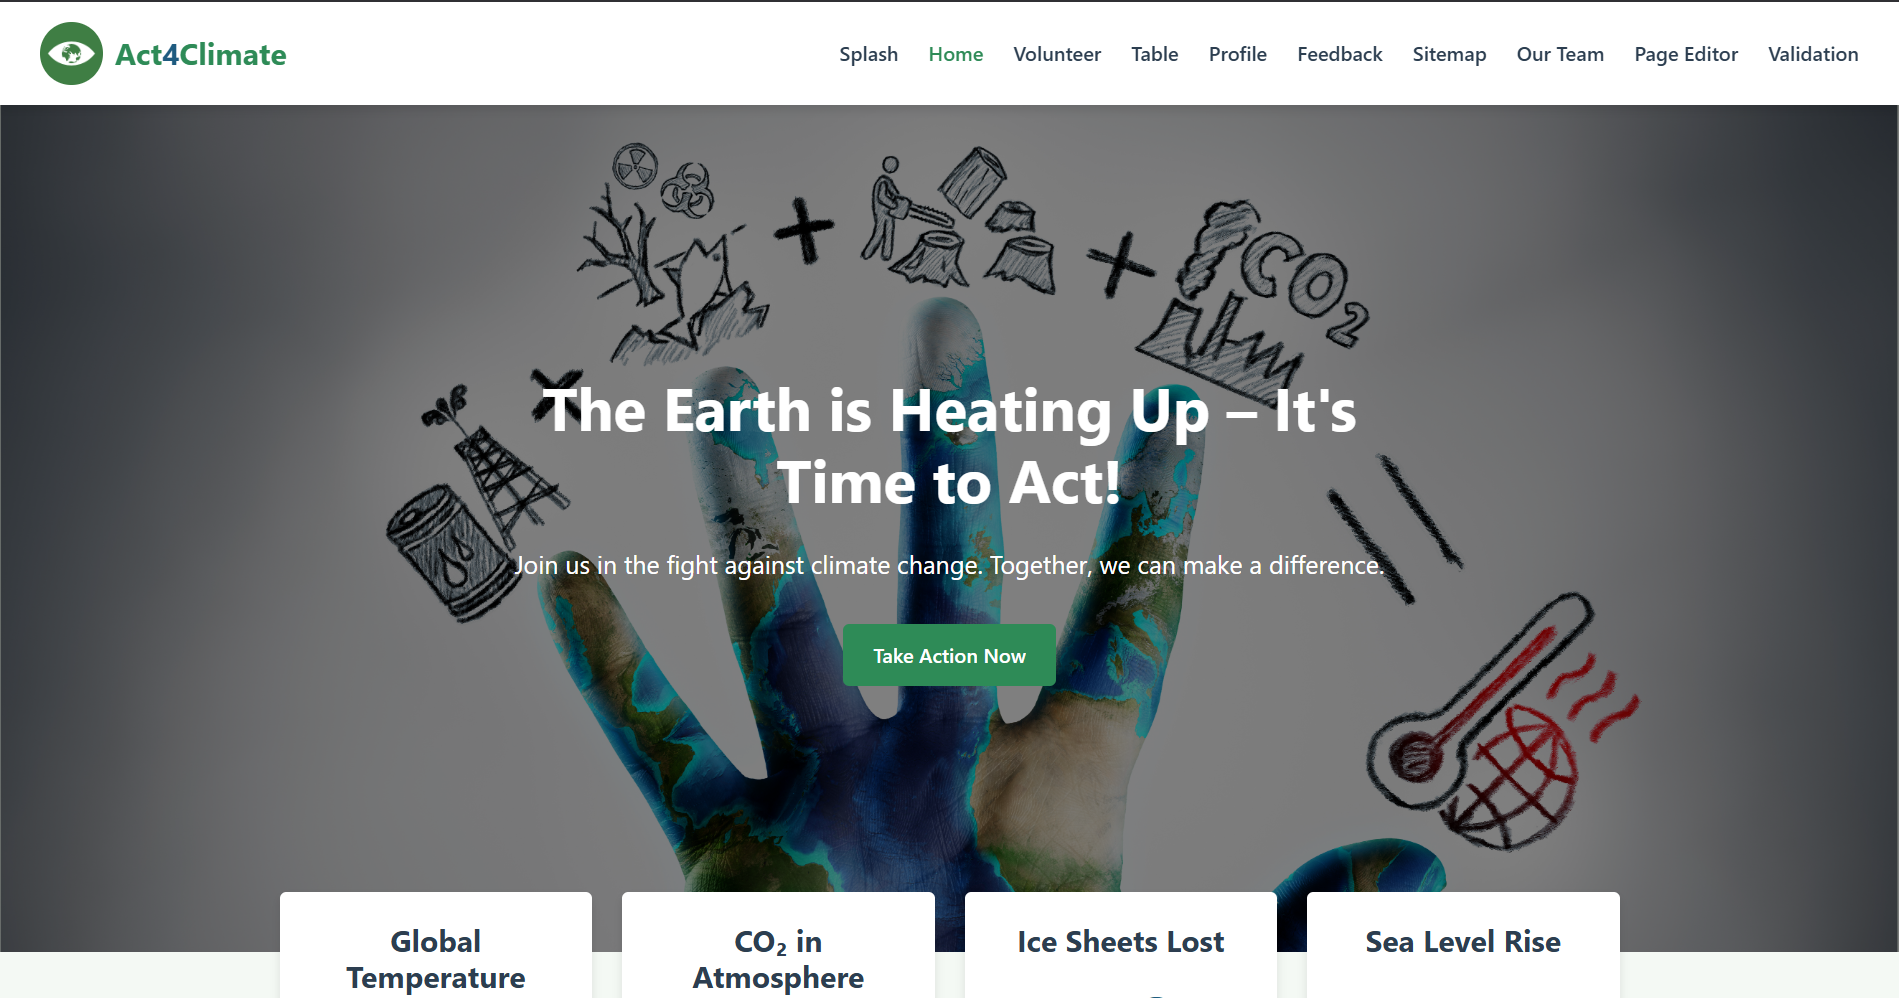 Act4Climate
Splash Home Volunteer Table Profile Feedback Sitemap Our Team Page Editor Validation
CO₂
The Earth is Heating Up – It's
Time to Act!
Join us in the fight against climate change. Together, we can make a difference.
Take Action Now
Global
Temperature
CO₂ in
Atmosphere
Ice Sheets Lost
Sea Level Rise